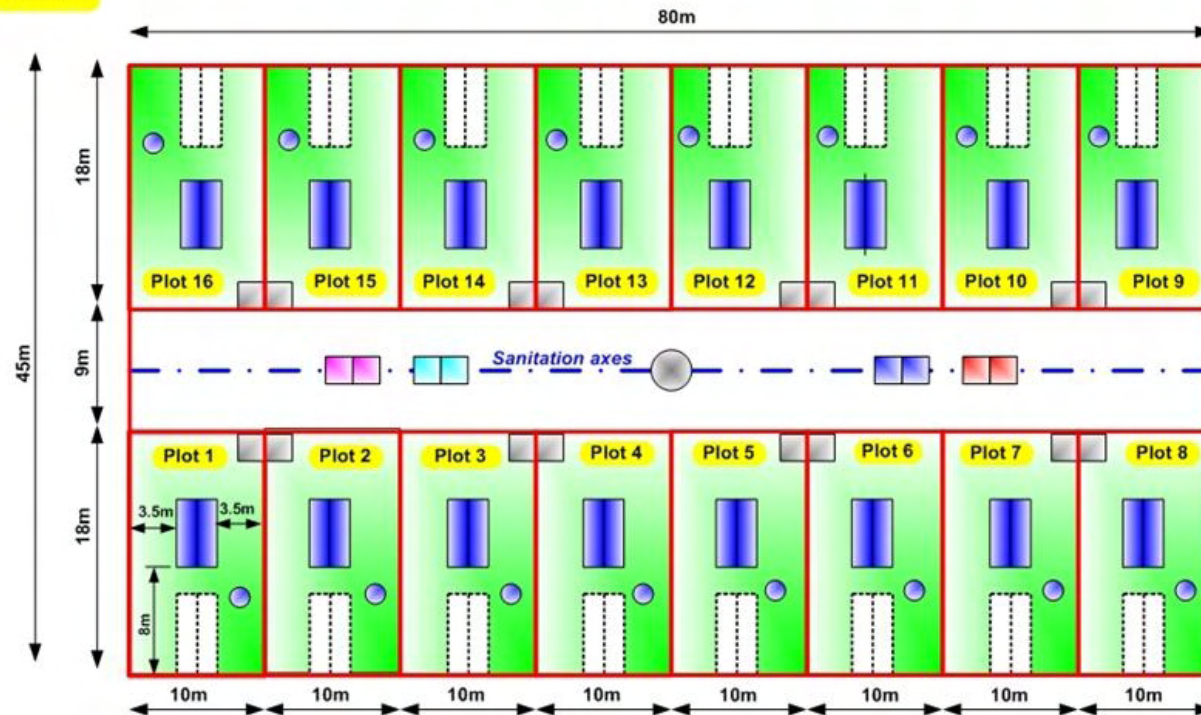 80m
45m
18m
Plot 16
Plot 15
Plot 14
Plot 13
Plot 12
Plot 11
Plot 10
Plot 9
9m
Sanitation axes
18m
Plot 1
Plot 2
Plot 3
Plot 4
Plot 5
Plot 6
Plot 7
Plot 8
3.5m
3.5m
8m
10m
10m
10m
10m
10m
10m
10m
10m